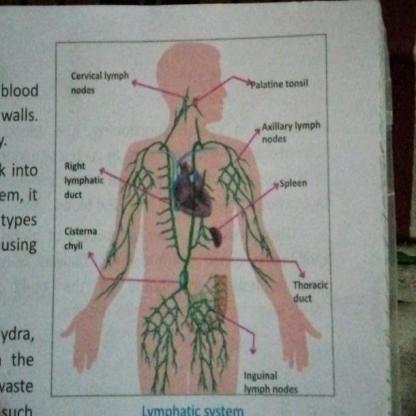 blood
walls.
y.
k into
em, it
types
using
ydra,
the
waste
such
Cervical lymph
nodes
Palatine tonsil
Axillary lymph
nodes
Right
lymphatic
duct
Spleen
Cisterna
chyli
Thoracic
duct
Inguinal
lymph nodes
Lymphatic system